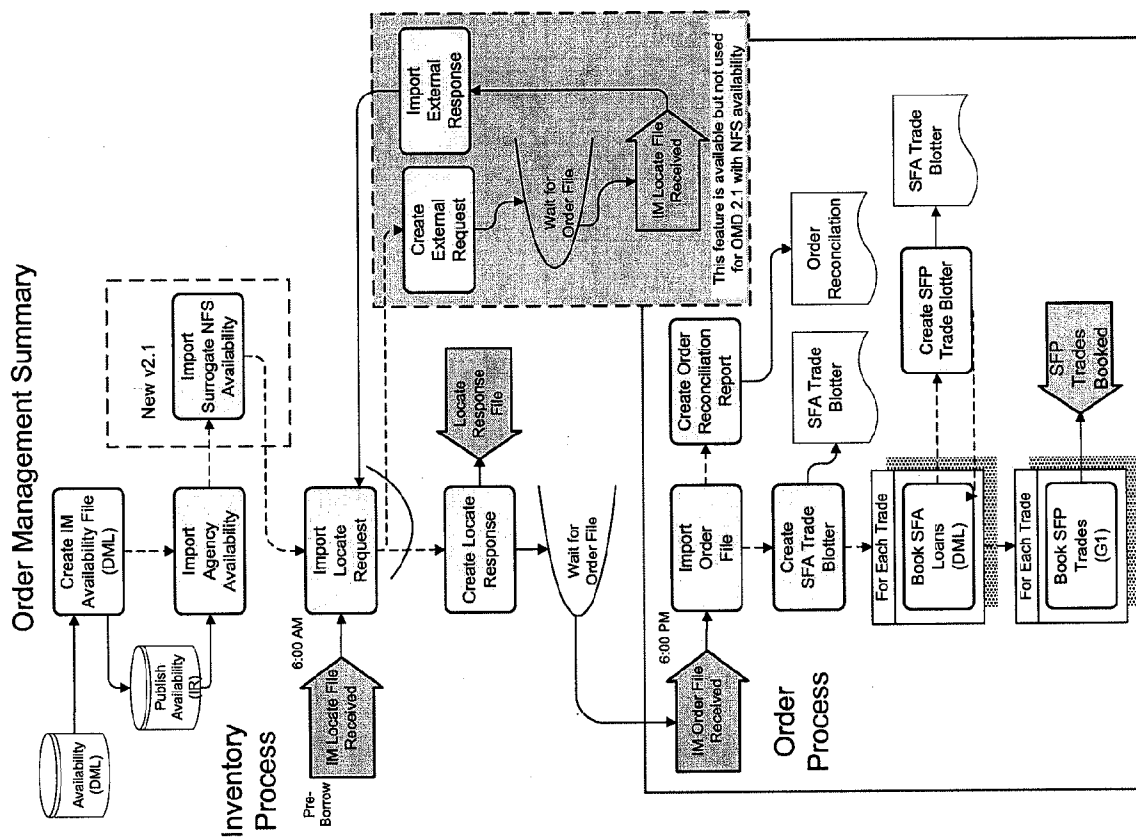 Order Management Summary
Availability
(DML)
Create IM
Availability File
(DML)
Publish
Availability
(IR)
Import
Agency
Availability
New v2.1
Import
Surrogate NFS
Availability
Inventory
Process
Pre-
Borrow
IM Locate File
Received
6:00 AM
Import
Locate
Request
Create Locate
Response
Locate
Response
File
Wait for
Order File
Create
External
Request
Import
External
Response
Wait for
Order File
IM Locate File
Received
This feature is available but not used
for OMD 2.1 with NFS availability
IM Order File
Received
6:00 PM
Order
Process
Import
Order
File
Create Order
Reconciliation
Report
Order
Reconciliation
Create
SFA Trade
Blotter
SFA Trade
Blotter
For Each Trade
Book SFA
Loans
(DML)
Create SFP
Trade Blotter
SFA Trade
Blotter
For Each Trade
Book SFP
Trades
(G1)
SFP
Trades
Booked